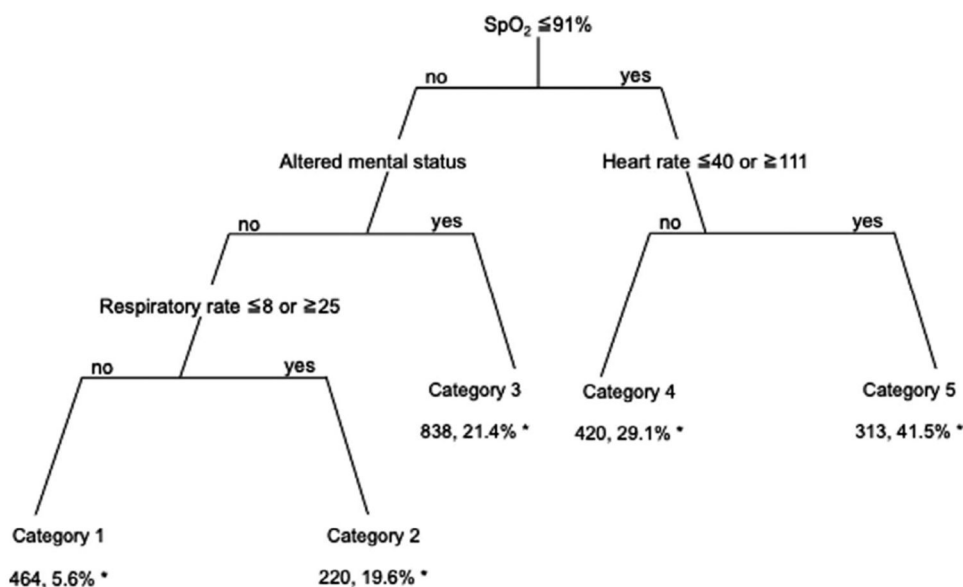 SpO₂ ≦91%
no yes
Altered mental status Heart rate ≦40 or ≧111
no yes no yes
Respiratory rate ≦8 or ≧25
no yes
Category 3 Category 4 Category 5
838, 21.4% * 420, 29.1% * 313, 41.5% *
Category 1 Category 2
464, 5.6% * 220, 19.6% *